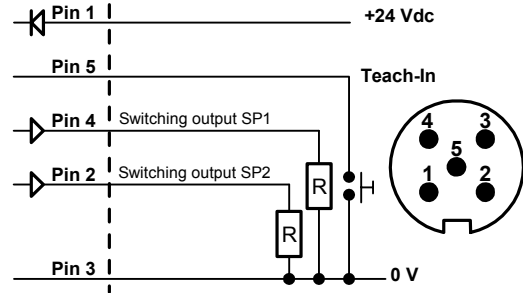 Pin 1 +24 Vdc
Pin 5 Teach-In
Pin 4 Switching output SP1
Pin 2 Switching output SP2
R
R
Pin 3 0 V
4 3
5
1 2